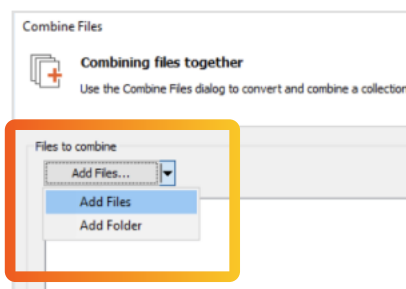 Combine Files
Combining files together
Use the Combine Files dialog to convert and combine a collection
Files to combine
Add Files...
Add Files
Add Folder